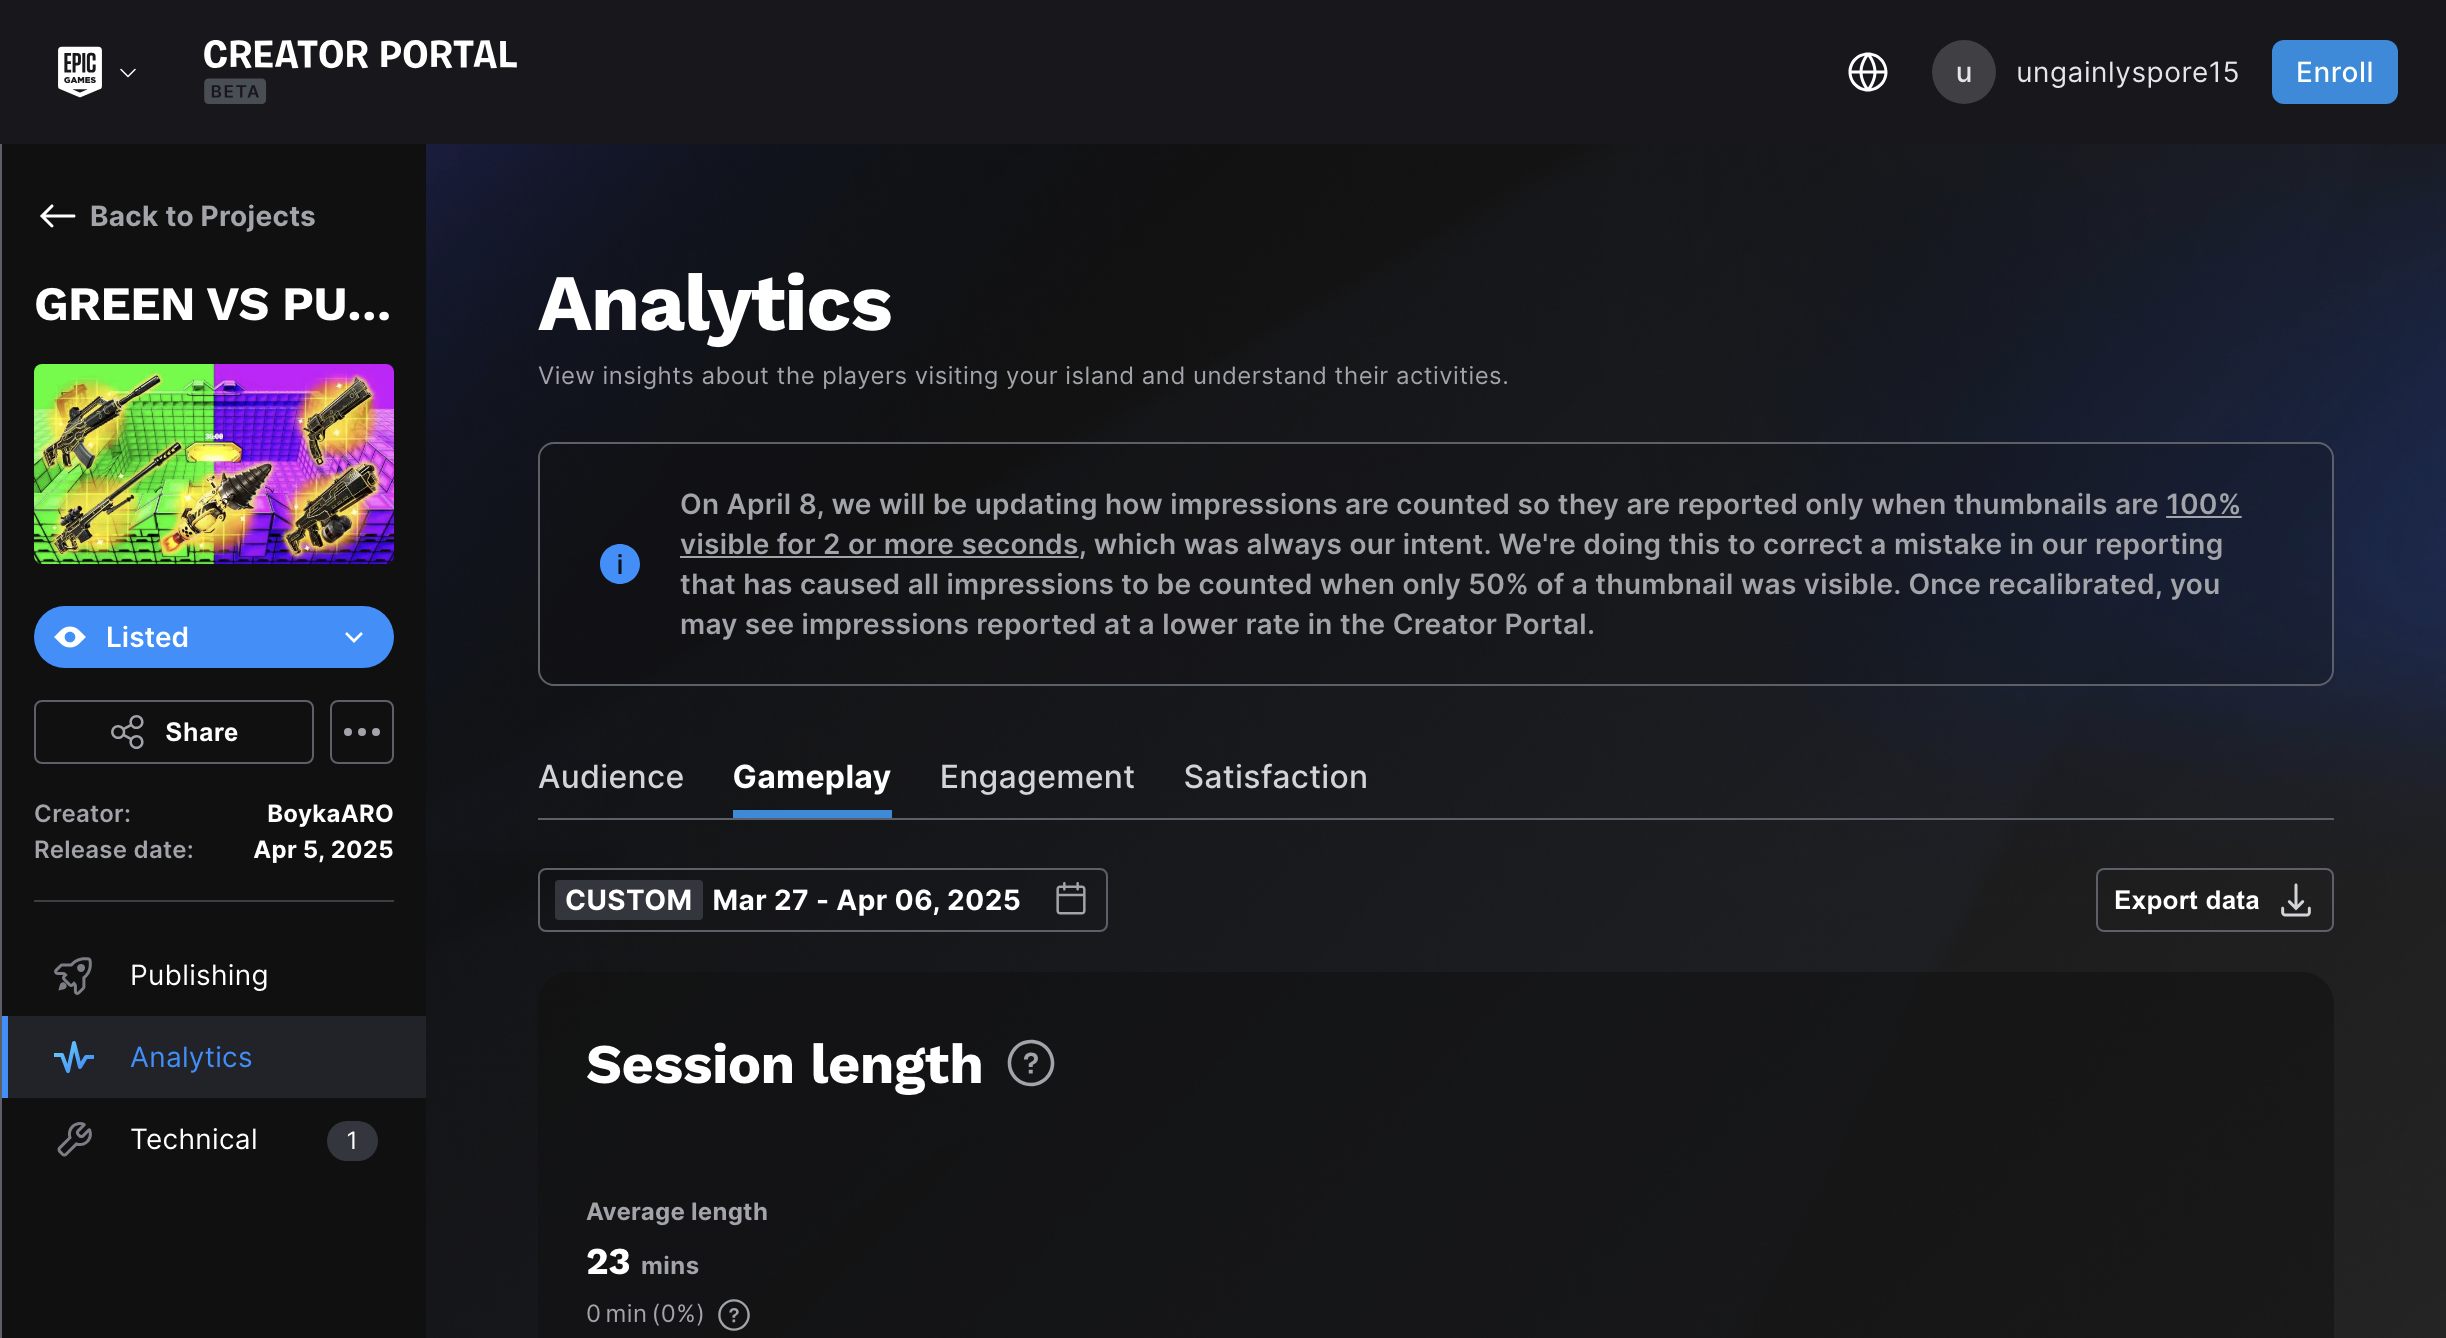 EPIC
GAMES
CREATOR PORTAL
BETA
u
ungainlyspore15
Enroll
Back to Projects
GREEN VS PU...
Listed
Share
Creator: BoykaARO
Release date: Apr 5, 2025
Publishing
Analytics
Technical 1
Analytics
View insights about the players visiting your island and understand their activities.
On April 8, we will be updating how impressions are counted so they are reported only when thumbnails are 100%
visible for 2 or more seconds, which was always our intent. We're doing this to correct a mistake in our reporting
that has caused all impressions to be counted when only 50% of a thumbnail was visible. Once recalibrated, you
may see impressions reported at a lower rate in the Creator Portal.
Audience Gameplay Engagement Satisfaction
CUSTOM Mar 27 - Apr 06, 2025
Export data
Session length ?
Average length
23 mins
0 min (0%) ?